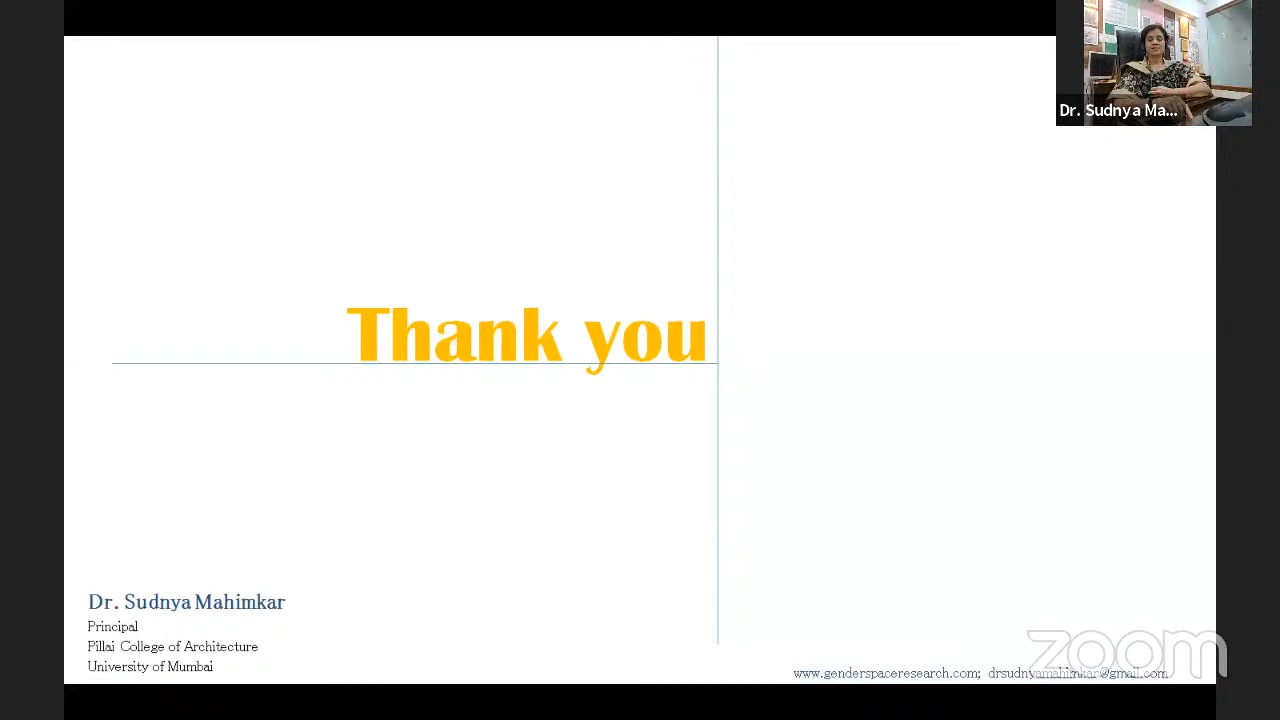 Dr. Sudnya Ma...
Thank you
Dr. Sudnya Mahimkar
Principal
Pillai College of Architecture
University of Mumbai
www.genderspaceresearch.com; drsudnyamahimkar@gmail.com
zoom